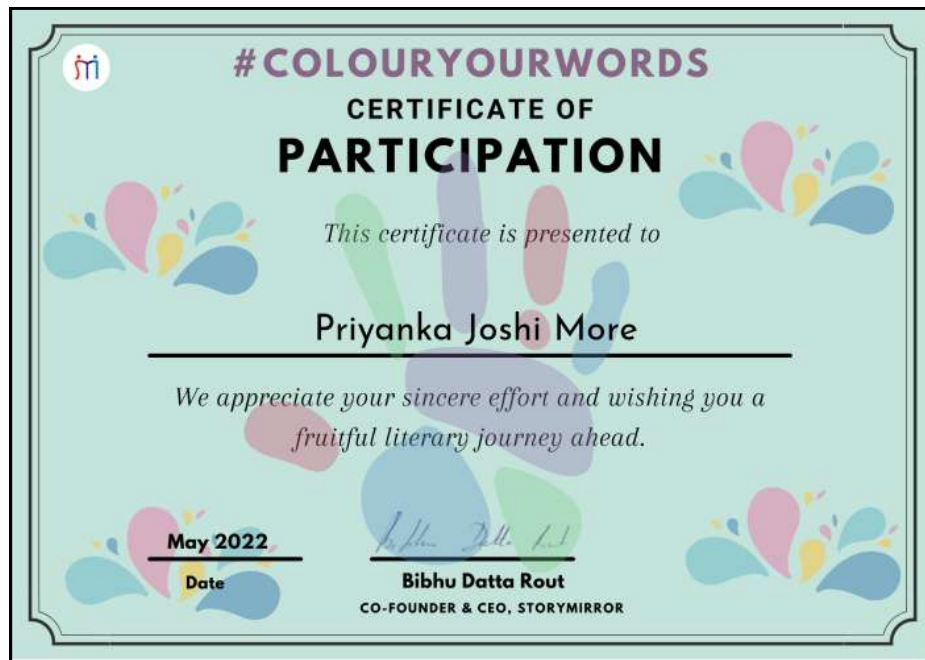 #COLOURYOURWORDS
CERTIFICATE OF
PARTICIPATION
This certificate is presented to
Priyanka Joshi More
We appreciate your sincere effort and wishing you a
fruitful literary journey ahead.
May 2022
Date
Datta
Bibhu Datta Rout
CO-FOUNDER & CEO, STORYMIRROR